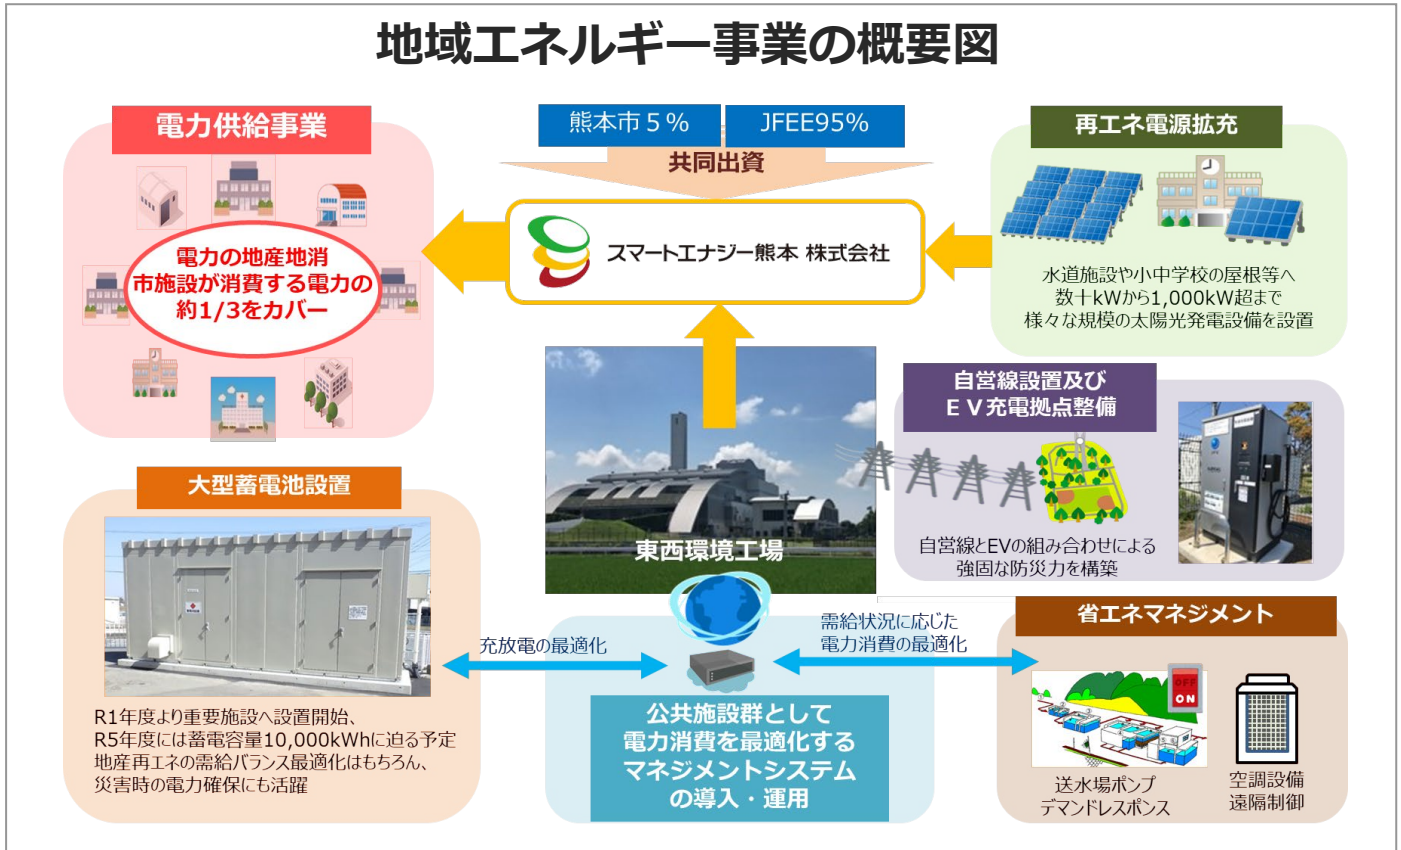 地域エネルギー事業の概要図
電力供給事業
電力の地産地消
市施設が消費する電力の
約1/3をカバー
熊本市５％
JFEE95%
共同出資
スマートエナジー熊本 株式会社
再エネ電源拡充
水道施設や小中学校の屋根等へ
数十kWから1,000kW超まで
様々な規模の太陽光発電設備を設置
自営線設置及び
ＥＶ充電拠点整備
自営線とEVの組み合わせによる
強固な防災力を構築
東西環境工場
大型蓄電池設置
R1年度より重要施設へ設置開始、
R5年度には蓄電容量10,000kWhに迫る予定
地産再エネの需給バランス最適化はもちろん、
災害時の電力確保にも活躍
充放電の最適化
需給状況に応じた
電力消費の最適化
公共施設群として
電力消費を最適化する
マネジメントシステム
の導入・運用
省エネマネジメント
OFF
ON
送水場ポンプ
デマンドレスポンス
空調設備
遠隔制御